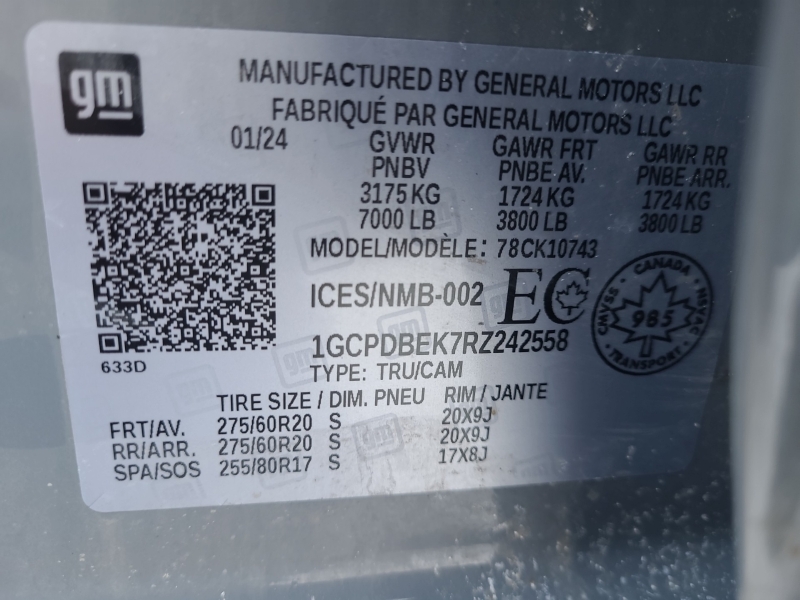 gm
MANUFACTURED BY GENERAL MOTORS LLC
FABRIQUÉ PAR GENERAL MOTORS LLC
01/24 GVWR GAWR FRT GAWR RR
PNBV PNBE AV. PNBE ARR.
3175 KG 1724 KG 1724 KG
7000 LB 3800 LB 3800 LB
MODEL/MODÈLE: 78CK10743
ICES/NMB-002 EC
CANADA
CMVSS 985 NSVAC
TRANSPORT
1GCPDBEK7RZ242558
633D
TYPE: TRU/CAM
TIRE SIZE / DIM. PNEU RIM / JANTE
FRT/AV. 275/60R20 S 20X9J
RR/ARR. 275/60R20 S 20X9J
SPA/SOS 255/80R17 S 17X8J